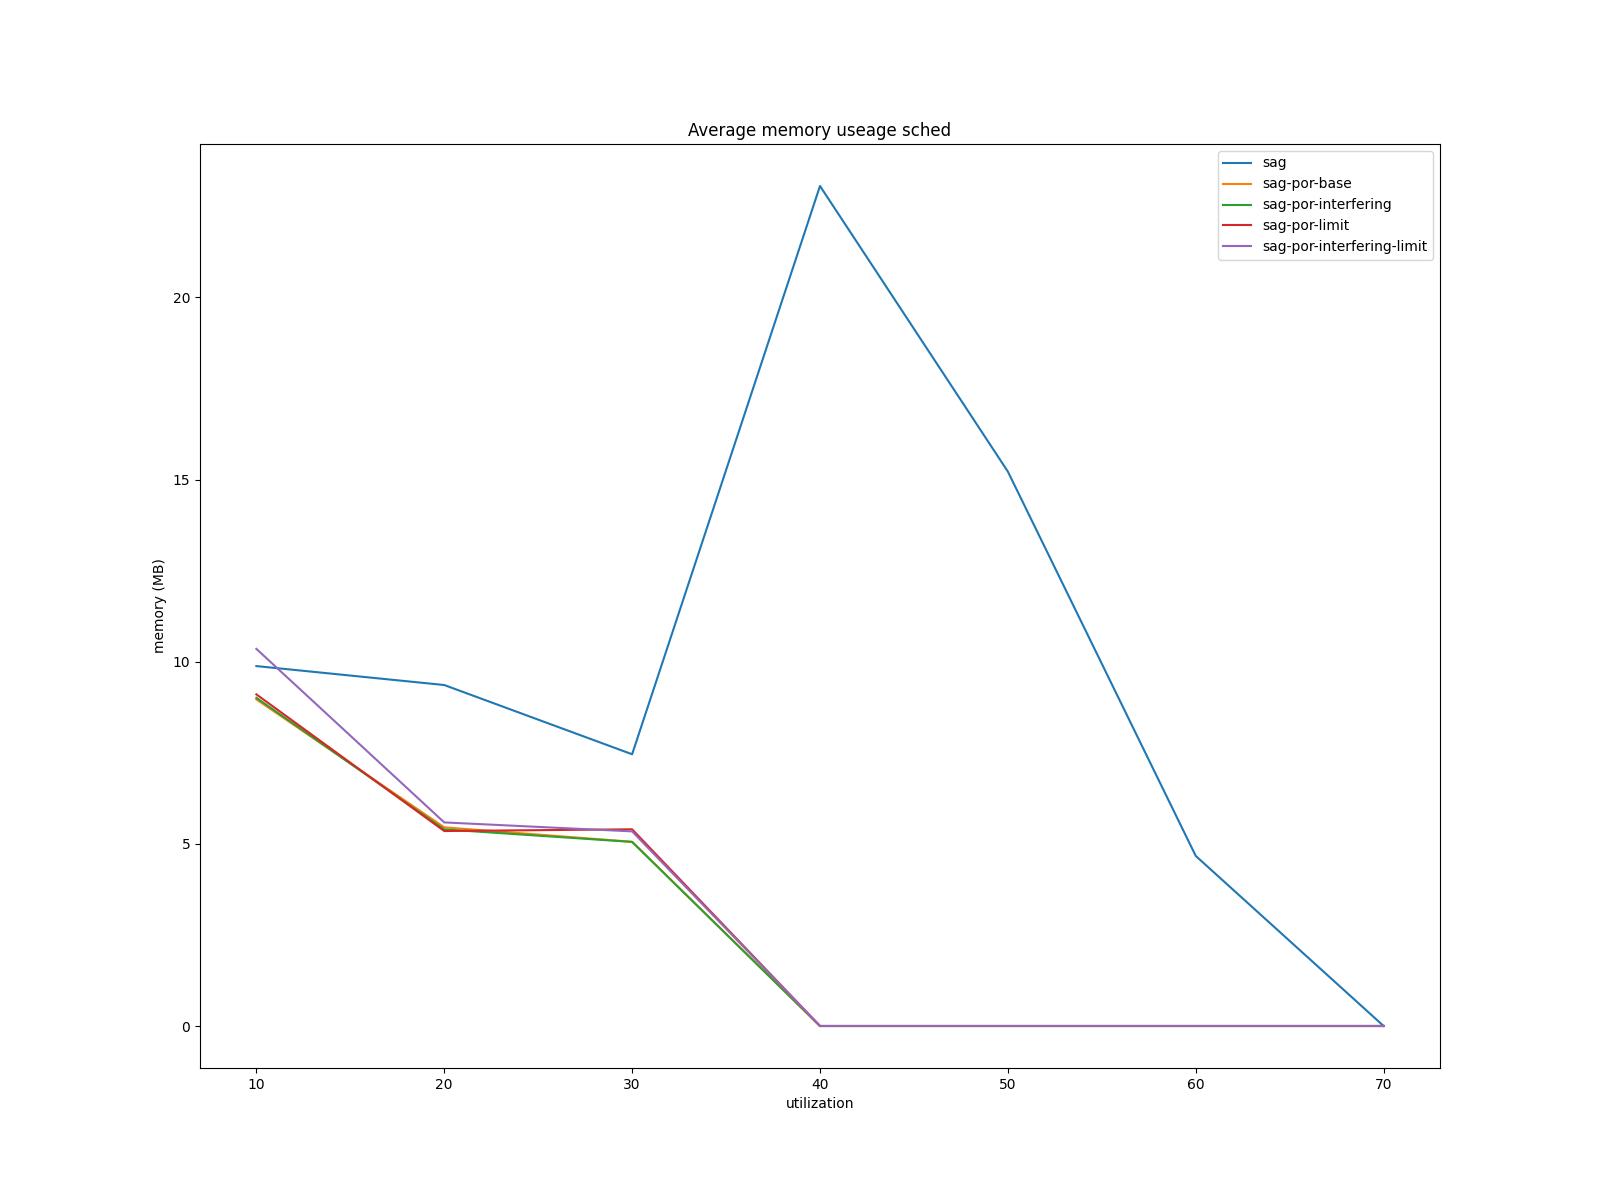 Average memory useage sched
sag
sag-por-base
sag-por-interfering
sag-por-limit
sag-por-interfering-limit
memory (MB)
20
15
10
5
0
10 20 30 40 50 60 70
utilization